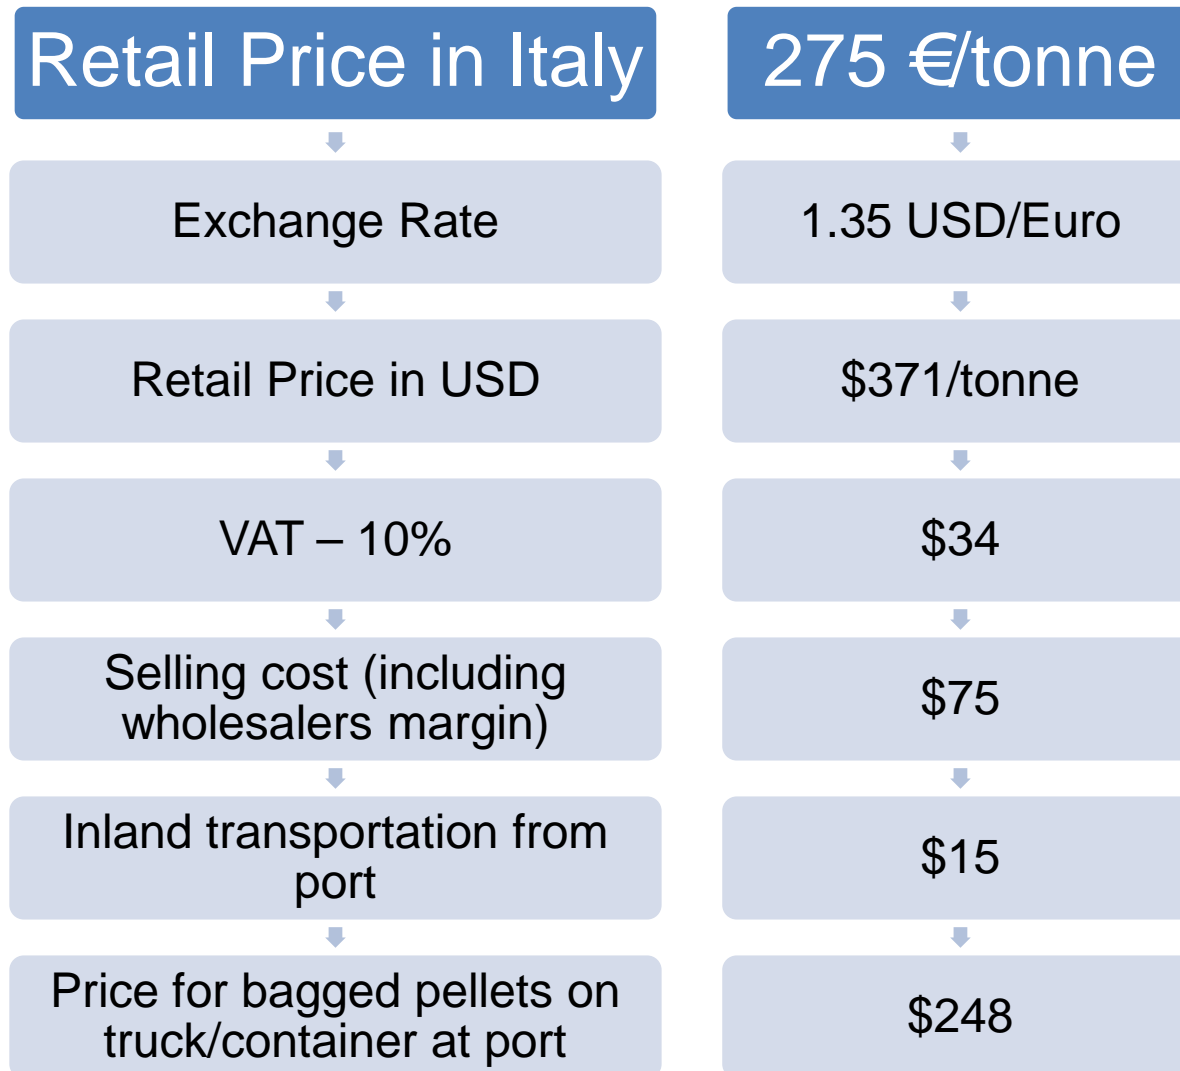 Retail Price in Italy
275 €/tonne
Exchange Rate
1.35 USD/Euro
Retail Price in USD
$371/tonne
VAT – 10%
$34
Selling cost (including
wholesalers margin)
$75
Inland transportation from
port
$15
Price for bagged pellets on
truck/container at port
$248